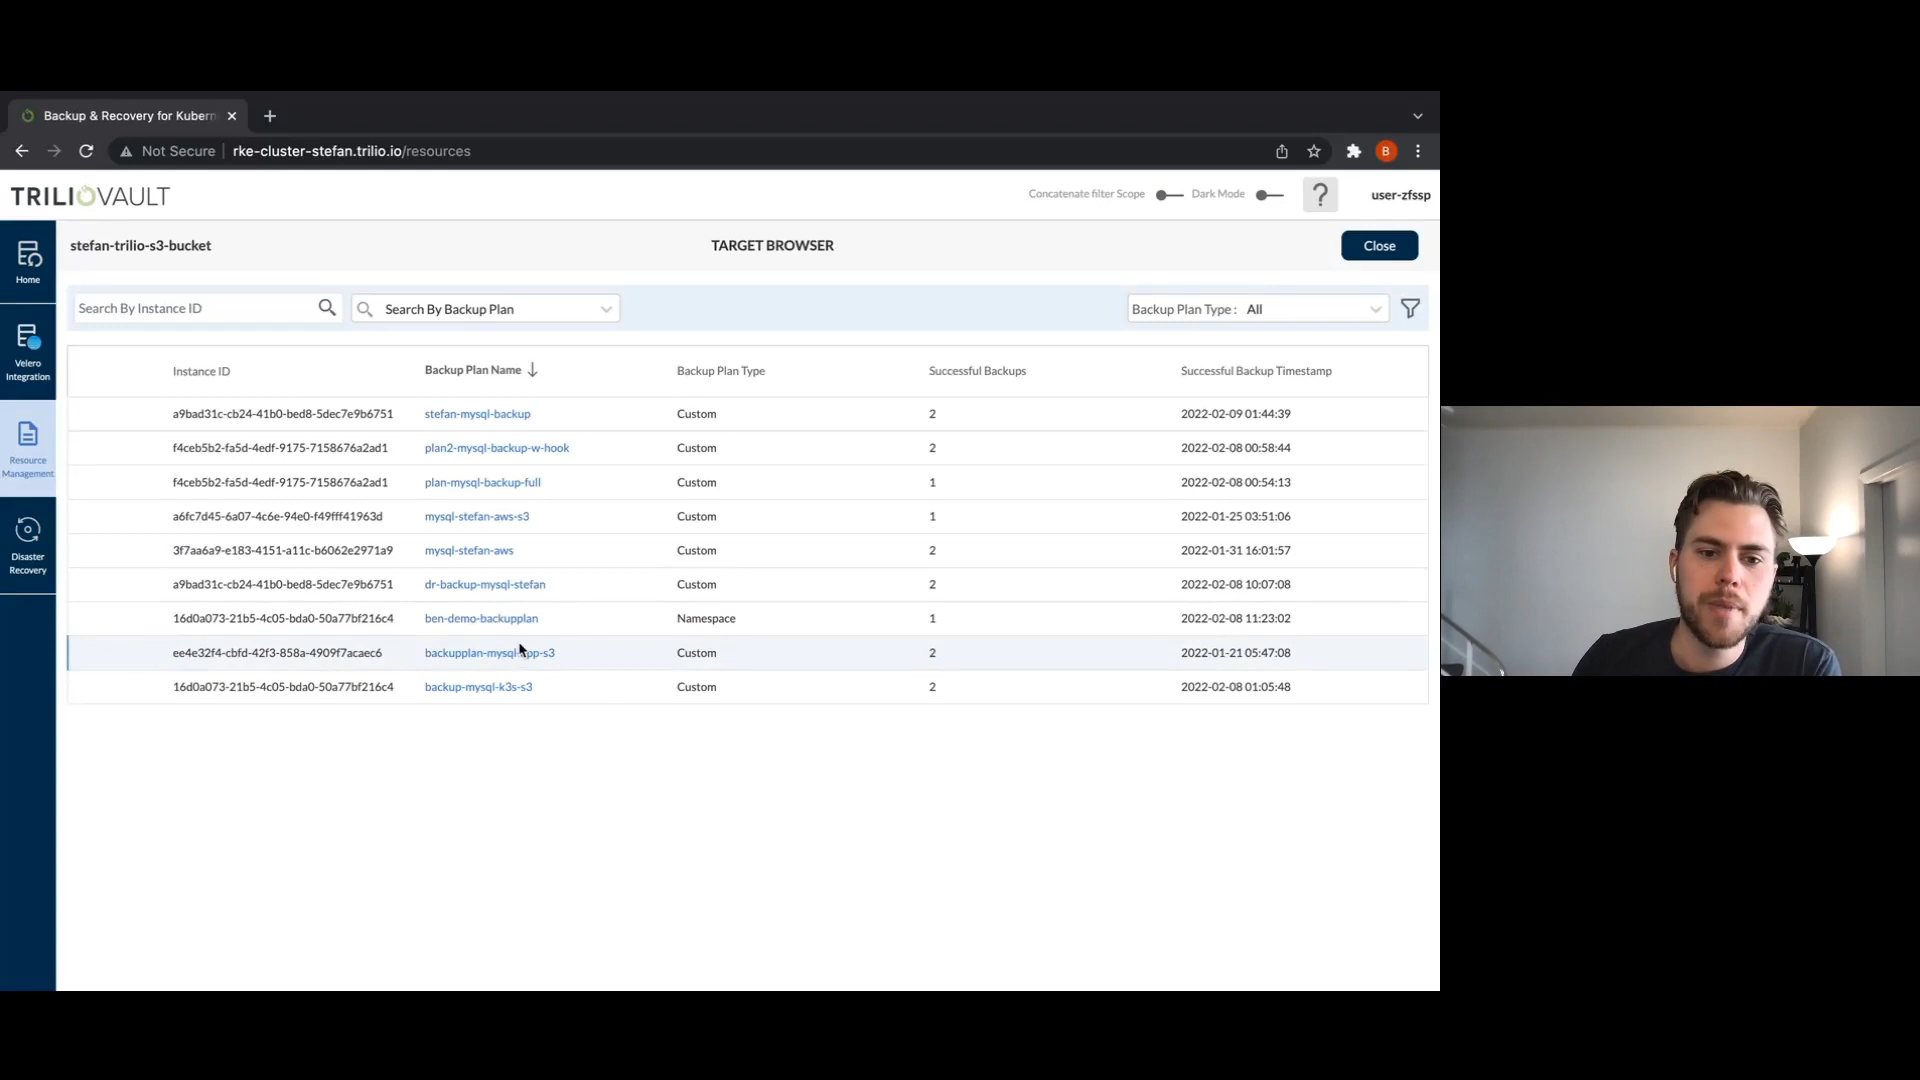 Backup & Recovery for Kubern
Not Secure rke-cluster-stefan.trilio.io/resources
B
TRILIOVAULT
Concatenate filter Scope Dark Mode ? user-zfssp
stefan-trilio-s3-bucket TARGET BROWSER Close
Home
Velero Integration
Resource Management
Disaster Recovery
Search By Instance ID Search By Backup Plan Backup Plan Type : All
Instance ID Backup Plan Name Backup Plan Type Successful Backups Successful Backup Timestamp
a9bad31c-cb24-41b0-bed8-5dec7e9b6751 stefan-mysql-backup Custom 2 2022-02-09 01:44:39
f4ceb5b2-fa5d-4edf-9175-7158676a2ad1 plan2-mysql-backup-w-hook Custom 2 2022-02-08 00:58:44
f4ceb5b2-fa5d-4edf-9175-7158676a2ad1 plan-mysql-backup-full Custom 1 2022-02-08 00:54:13
a6fc7d45-6a07-4c6e-94e0-f49fff41963d mysql-stefan-aws-s3 Custom 1 2022-01-25 03:51:06
3f7aa6a9-e183-4151-a11c-b6062e2971a9 mysql-stefan-aws Custom 2 2022-01-31 16:01:57
a9bad31c-cb24-41b0-bed8-5dec7e9b6751 dr-backup-mysql-stefan Custom 2 2022-02-08 10:07:08
16d0a073-21b5-4c05-bda0-50a77bf216c4 ben-demo-backupplan Namespace 1 2022-02-08 11:23:02
ee4e32f4-cbfd-42f3-858a-4909f7acaec6 backupplan-mysql-app-s3 Custom 2 2022-01-21 05:47:08
16d0a073-21b5-4c05-bda0-50a77bf216c4 backup-mysql-k3s-s3 Custom 2 2022-02-08 01:05:48